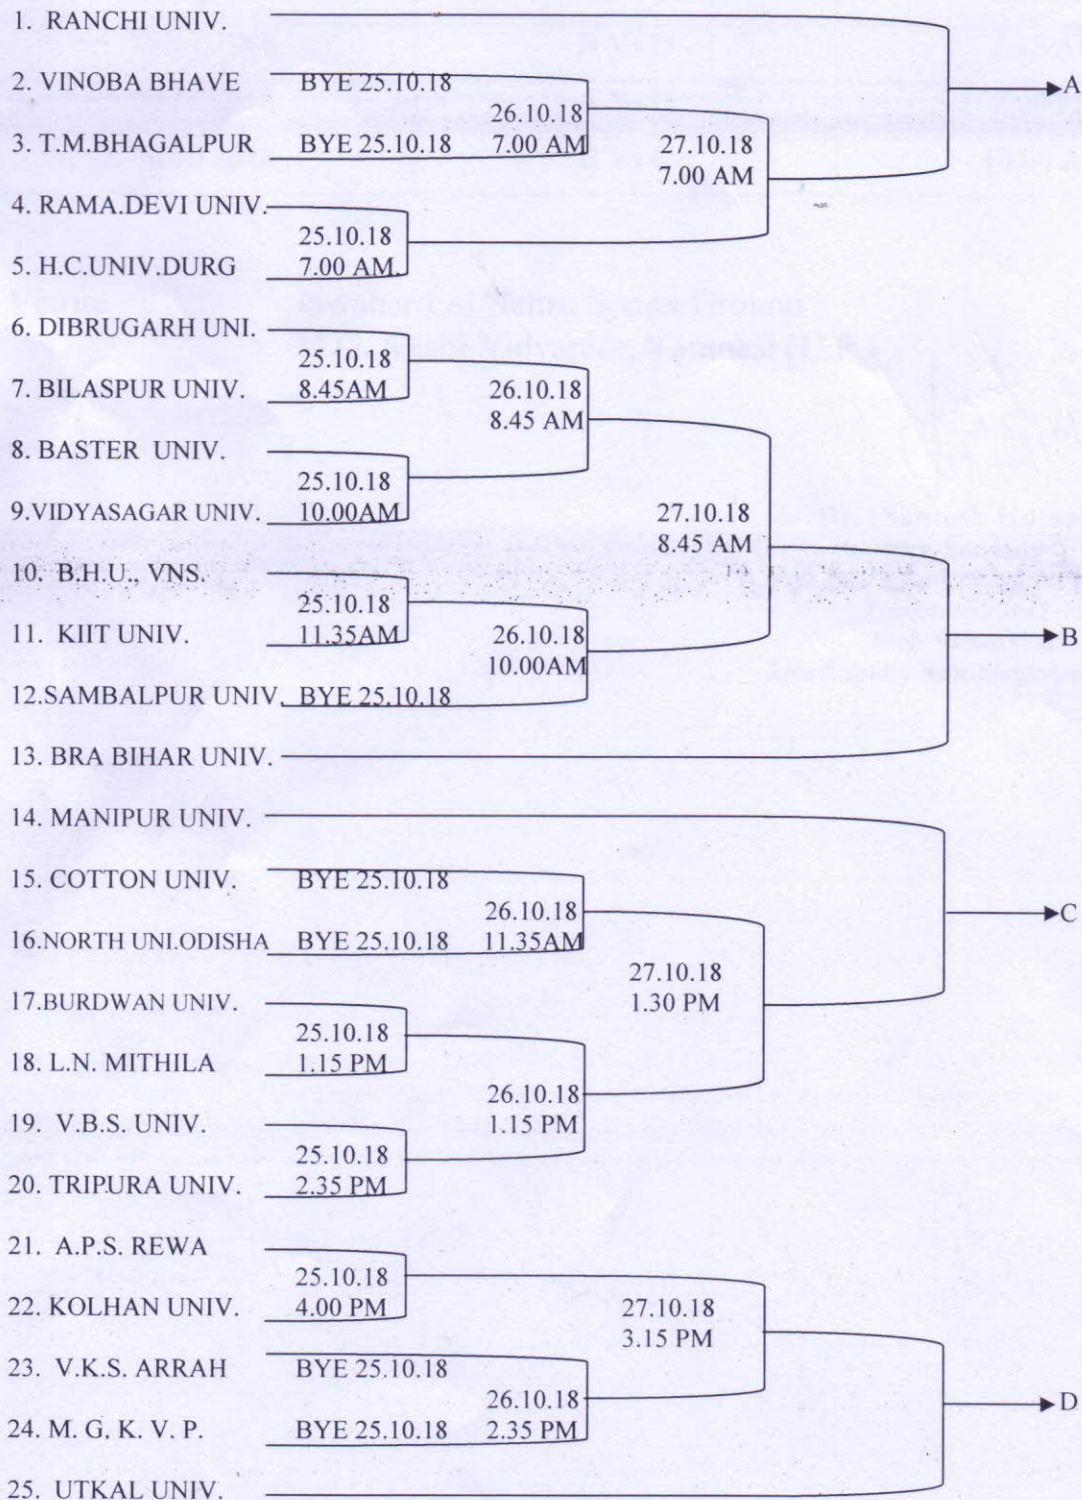 1. RANCHI UNIV.
A
2. VINOBA BHAVE BYE 25.10.18
26.10.18
3. T.M.BHAGALPUR BYE 25.10.18 7.00 AM
27.10.18
7.00 AM
4. RAMA.DEVI UNIV.
25.10.18
5. H.C.UNIV.DURG 7.00 AM.
6. DIBRUGARH UNI.
25.10.18
7. BILASPUR UNIV. 8.45AM
26.10.18
8.45 AM
8. BASTER UNIV.
25.10.18
9.VIDYASAGAR UNIV. 10.00AM
27.10.18
8.45 AM
10. B.H.U., VNS.
25.10.18
11. KIIT UNIV. 11.35AM
26.10.18
10.00AM
B
12.SAMBALPUR UNIV. BYE 25.10.18
13. BRA BIHAR UNIV.
14. MANIPUR UNIV.
15. COTTON UNIV. BYE 25.10.18
26.10.18
C
16.NORTH UNI.ODISHA BYE 25.10.18 11.35AM
27.10.18
1.30 PM
17.BURDWAN UNIV.
25.10.18
18. L.N. MITHILA 1.15 PM
26.10.18
1.15 PM
19. V.B.S. UNIV.
25.10.18
20. TRIPURA UNIV. 2.35 PM
21. A.P.S. REWA
25.10.18
22. KOLHAN UNIV. 4.00 PM
27.10.18
3.15 PM
23. V.K.S. ARRAH BYE 25.10.18
26.10.18
D
24. M. G. K. V. P. BYE 25.10.18 2.35 PM
25. UTKAL UNIV.